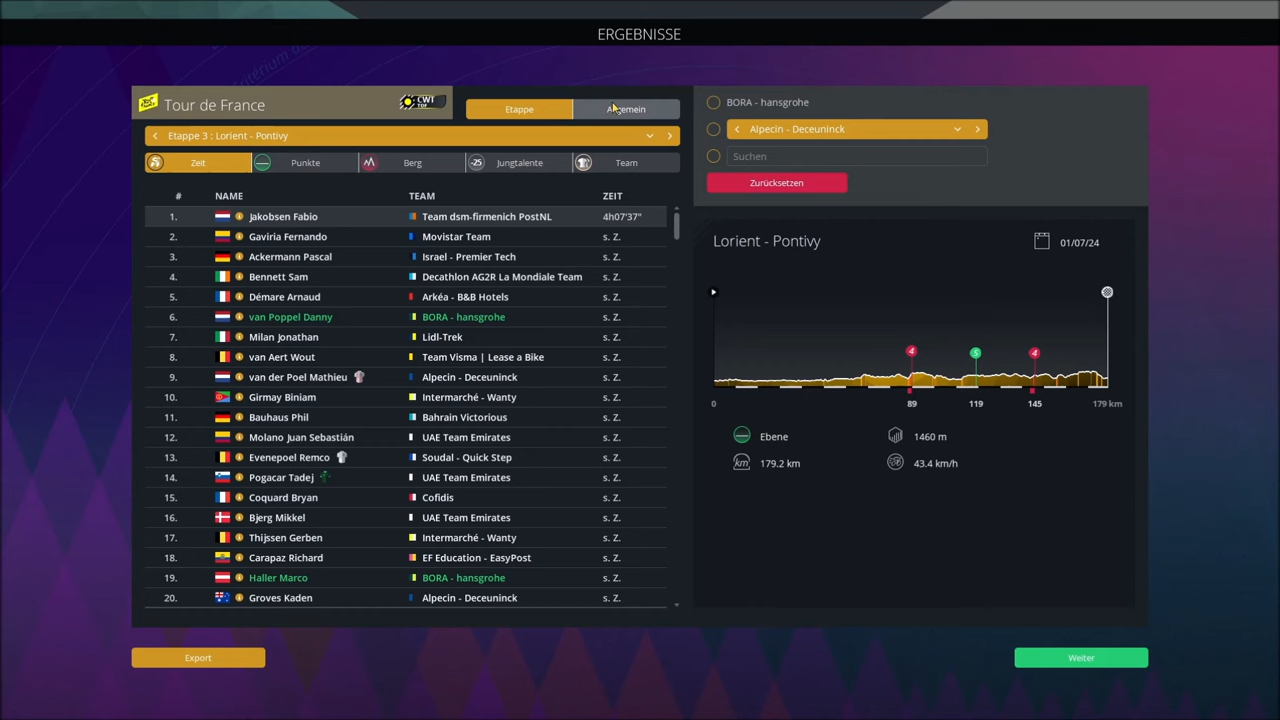 ERGEBNISSE
Tour de France
CWT
TDF
Etappe Allgemein
Etappe 3 : Lorient - Pontivy
Zeit Punkte Berg -25 Jungtalente Team
# NAME TEAM ZEIT
1. Jakobsen Fabio Team dsm-firmenich PostNL 4h07'37"
2. Gaviria Fernando Movistar Team s. Z.
3. Ackermann Pascal Israel - Premier Tech s. Z.
4. Bennett Sam Decathlon AG2R La Mondiale Team s. Z.
5. Démare Arnaud Arkéa - B&B Hotels s. Z.
6. van Poppel Danny BORA - hansgrohe s. Z.
7. Milan Jonathan Lidl-Trek s. Z.
8. van Aert Wout Team Visma | Lease a Bike s. Z.
9. van der Poel Mathieu Alpecin - Deceuninck s. Z.
10. Girmay Biniam Intermarché - Wanty s. Z.
11. Bauhaus Phil Bahrain Victorious s. Z.
12. Molano Juan Sebastián UAE Team Emirates s. Z.
13. Evenepoel Remco Soudal - Quick Step s. Z.
14. Pogacar Tadej UAE Team Emirates s. Z.
15. Coquard Bryan Cofidis s. Z.
16. Bjerg Mikkel UAE Team Emirates s. Z.
17. Thijssen Gerben Intermarché - Wanty s. Z.
18. Carapaz Richard EF Education - EasyPost s. Z.
19. Haller Marco BORA - hansgrohe s. Z.
20. Groves Kaden Alpecin - Deceuninck s. Z.
BORA - hansgrohe
Alpecin - Deceuninck
Suchen
Zurücksetzen
Lorient - Pontivy 01/07/24
4 S 4
0 89 119 145 179 km
Ebene 1460 m
km 179.2 km 43.4 km/h
Export Weiter